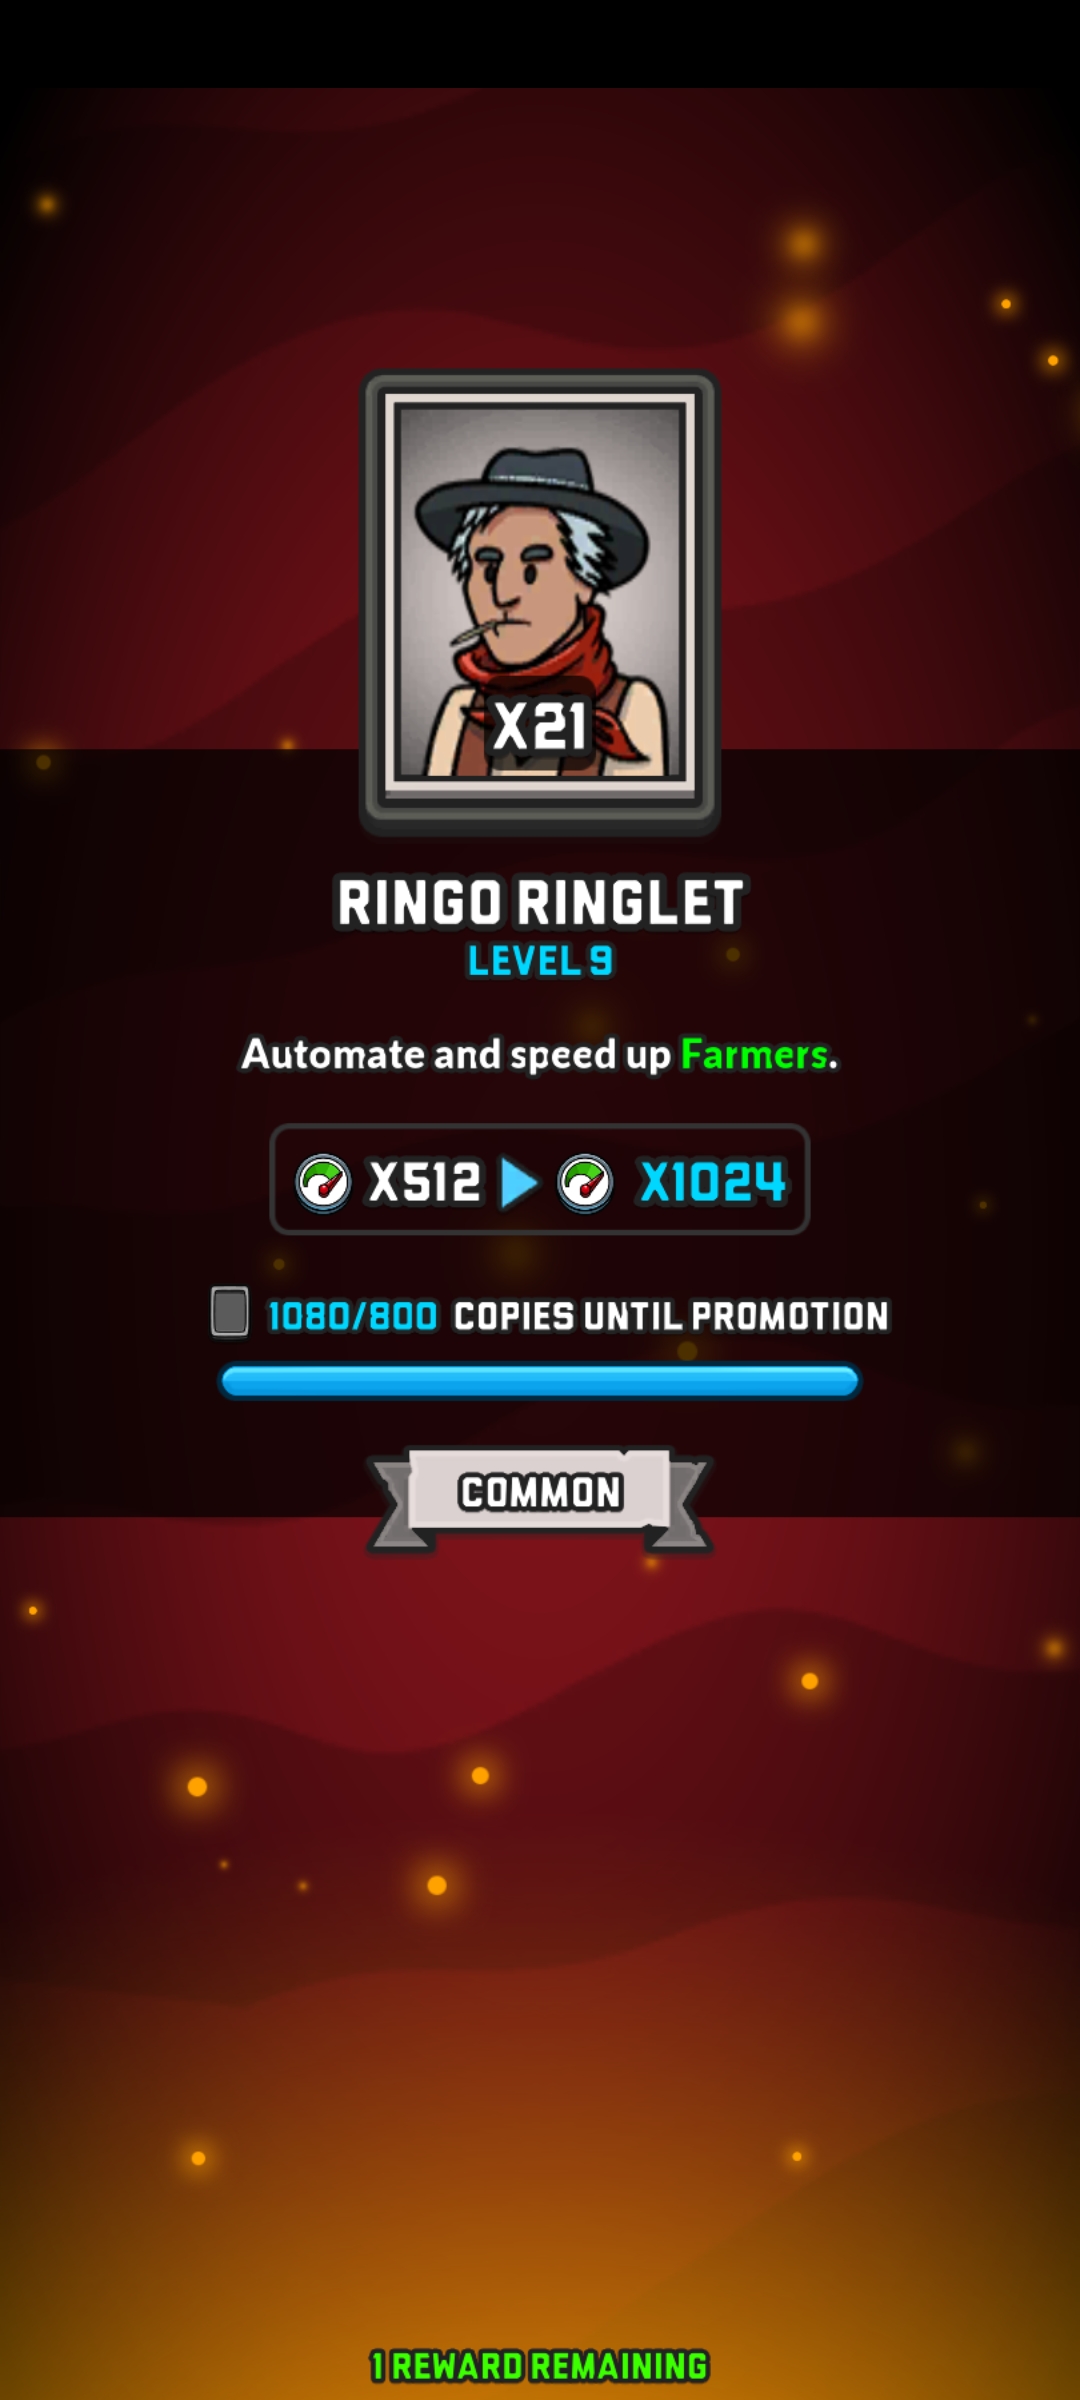 X21
RINGO RINGLET
LEVEL 9
Automate and speed up Farmers.
X512 X1024
1080/800 COPIES UNTIL PROMOTION
COMMON
1 REWARD REMAINING